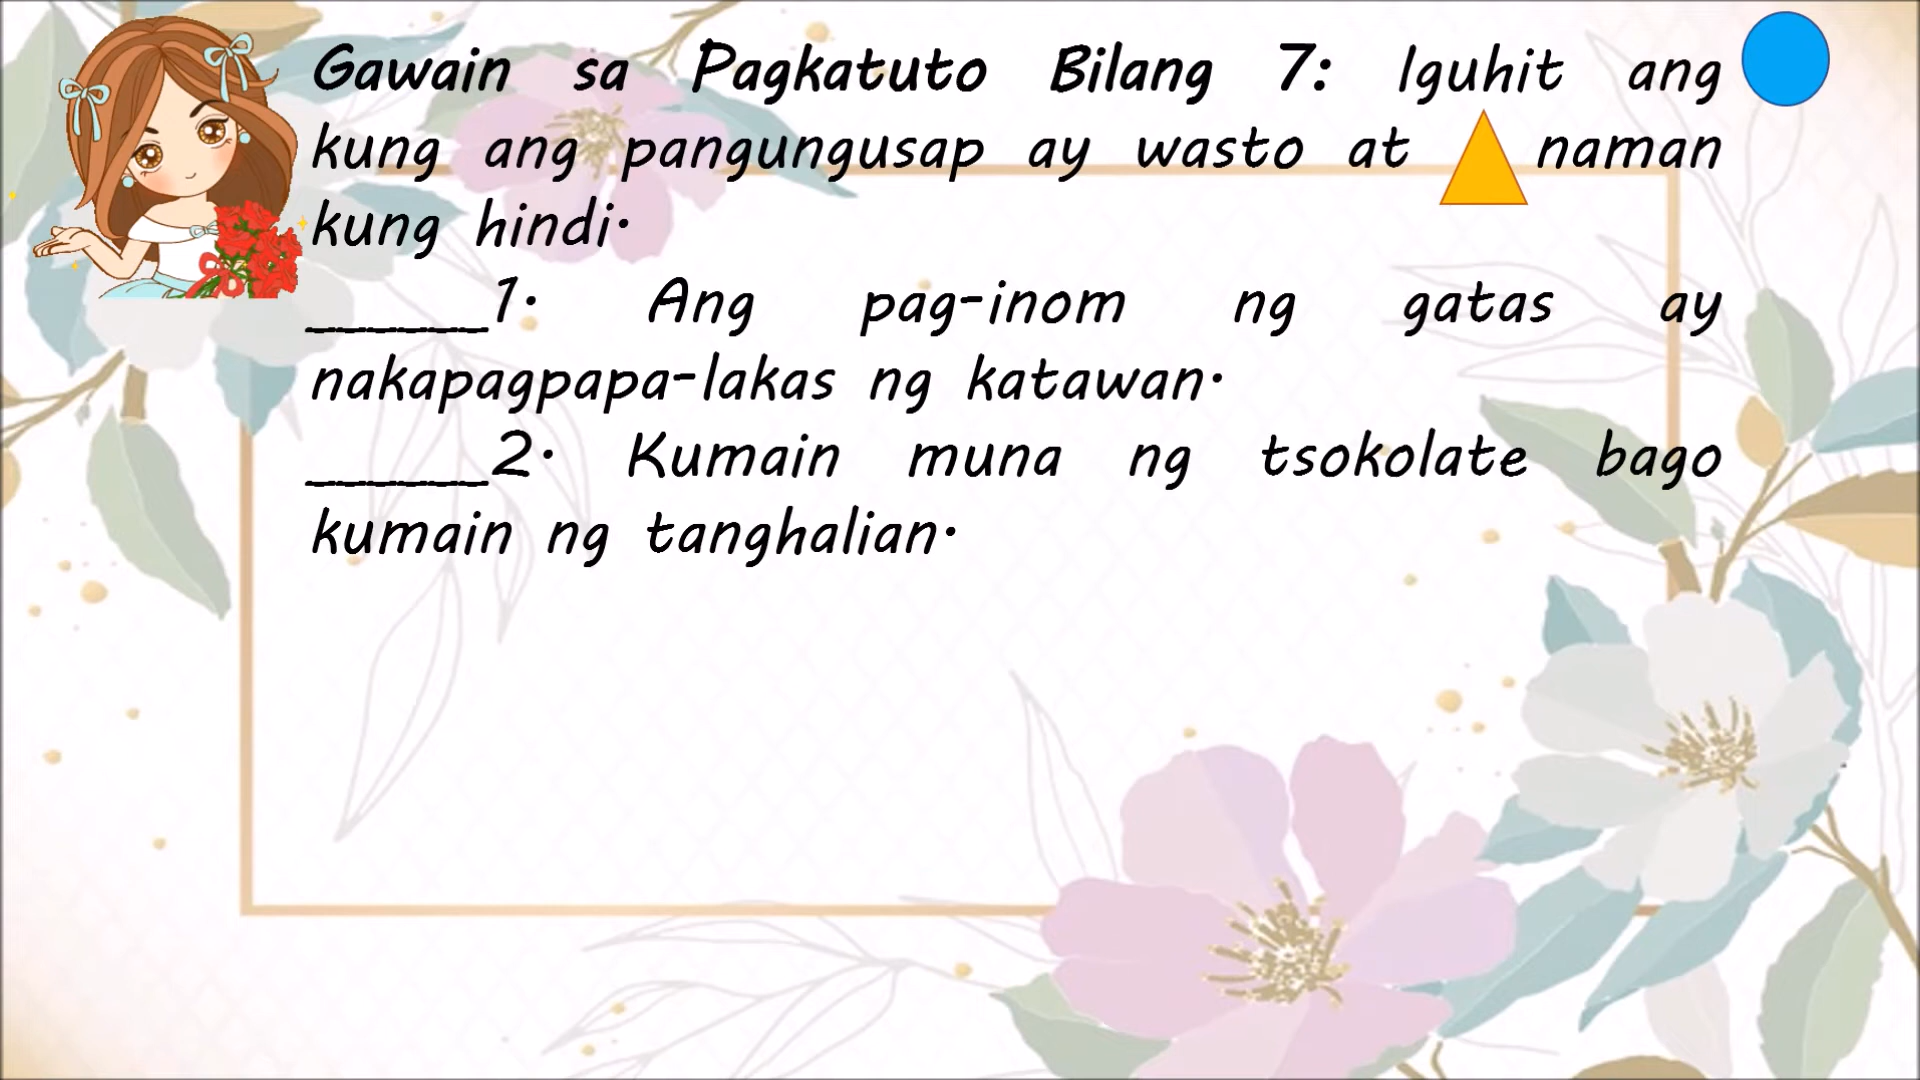 Gawain sa Pagkatuto Bilang 7: Iguhit ang
kung ang pangungusap ay wasto at naman
kung hindi.
______1. Ang pag-inom ng gatas ay
nakapagpapa-lakas ng katawan.
______2. Kumain muna ng tsokolate bago
kumain ng tanghalian.